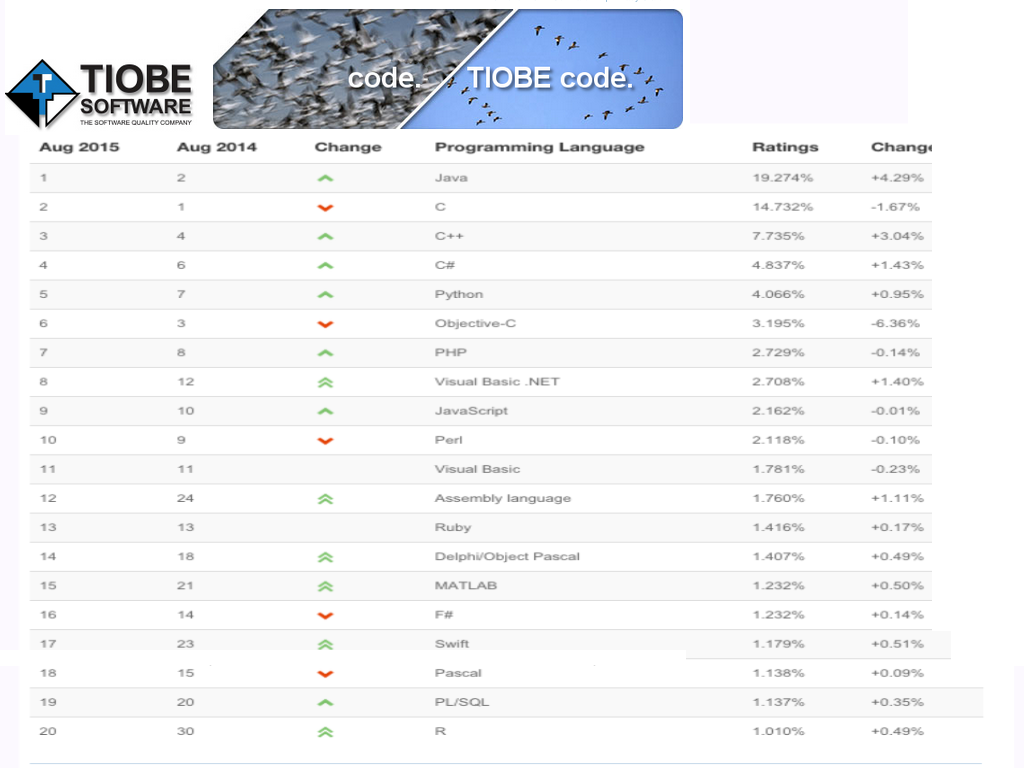 code. TIOBE code.
TIOBE
SOFTWARE
THE SOFTWARE QUALITY COMPANY
Aug 2015 Aug 2014 Change Programming Language Ratings Change
1 2 Java 19.274% +4.29%
2 1 C 14.732% -1.67%
3 4 C++ 7.735% +3.04%
4 6 C# 4.837% +1.43%
5 7 Python 4.066% +0.95%
6 3 Objective-C 3.195% -6.36%
7 8 PHP 2.729% -0.14%
8 12 Visual Basic .NET 2.708% +1.40%
9 10 JavaScript 2.162% -0.01%
10 9 Perl 2.118% -0.10%
11 11 Visual Basic 1.781% -0.23%
12 24 Assembly language 1.760% +1.11%
13 13 Ruby 1.416% +0.17%
14 18 Delphi/Object Pascal 1.407% +0.49%
15 21 MATLAB 1.232% +0.50%
16 14 F# 1.232% +0.14%
17 23 Swift 1.179% +0.51%
18 15 Pascal 1.138% +0.09%
19 20 PL/SQL 1.137% +0.35%
20 30 R 1.010% +0.49%